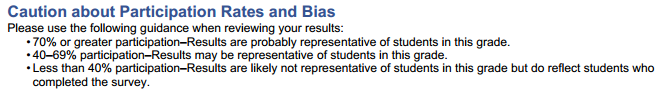 Caution about Participation Rates and Bias
Please use the following guidance when reviewing your results:
• 70% or greater participation–Results are probably representative of students in this grade.
• 40–69% participation–Results may be representative of students in this grade.
• Less than 40% participation–Results are likely not representative of students in this grade but do reflect students who
completed the survey.